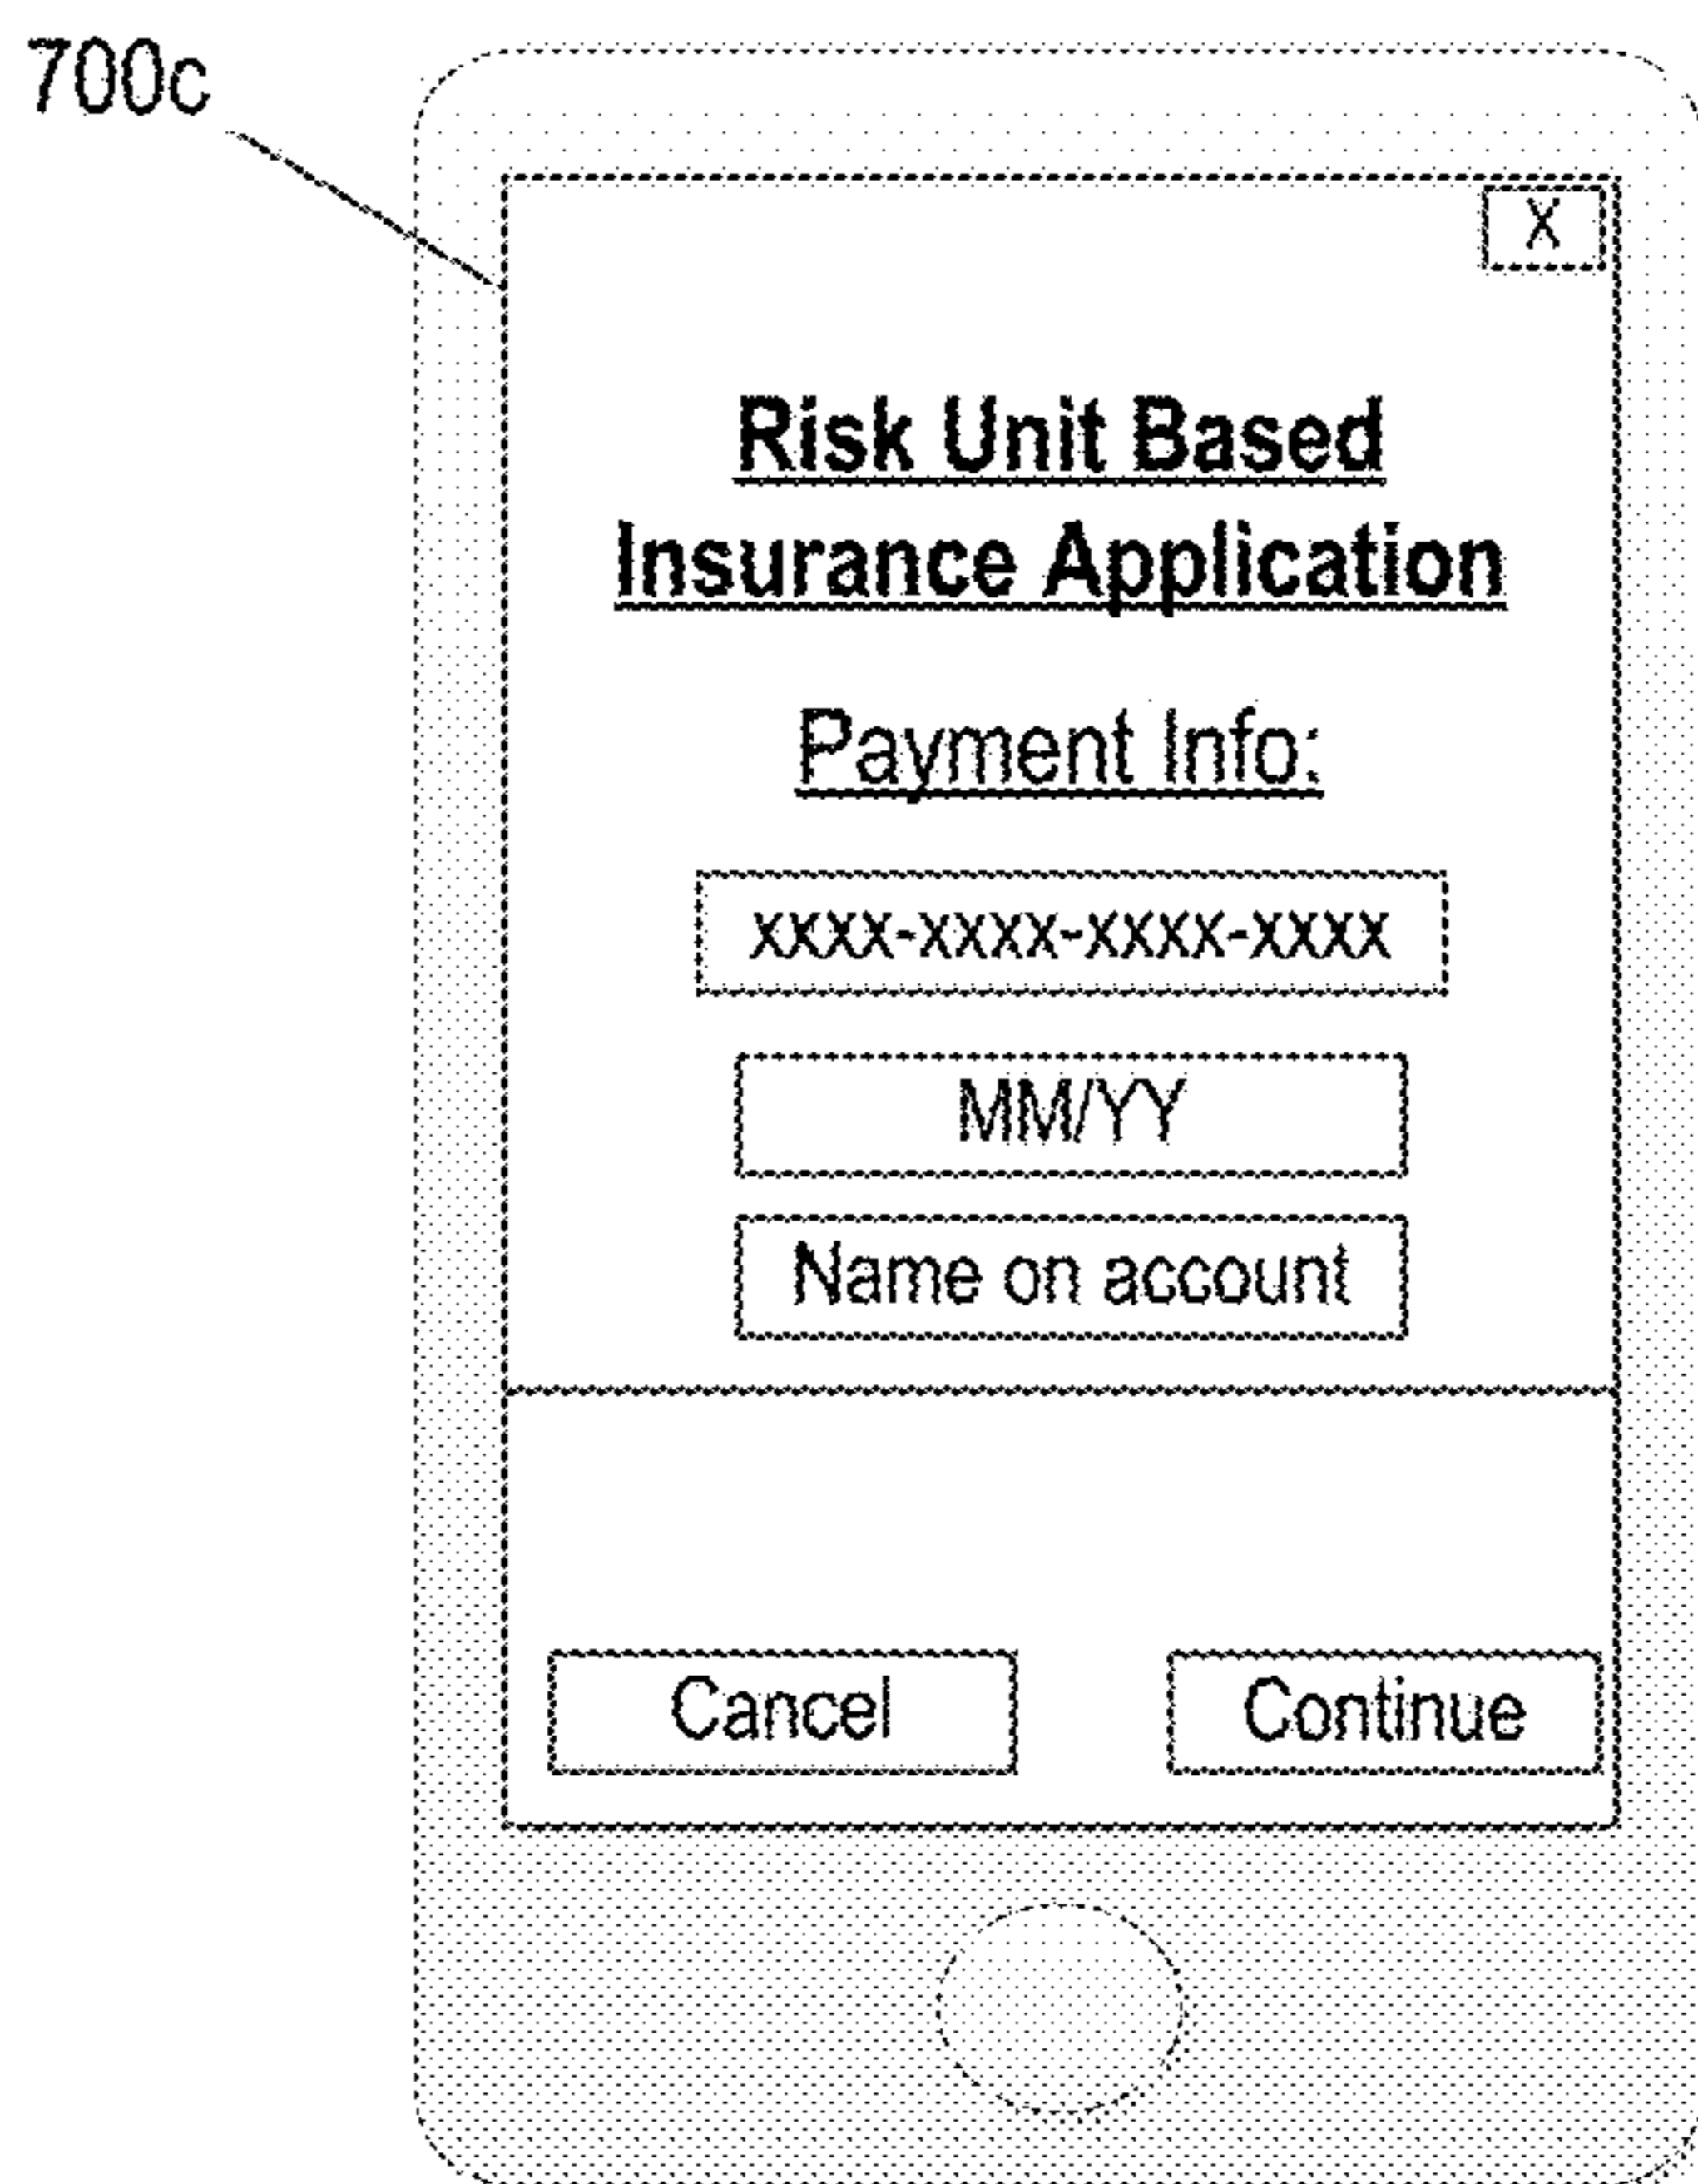 700c
X
Risk Unit Based
Insurance Application
Payment Info:
xxxx-xxxx-xxxx-xxxx
MM/YY
Name on account
Cancel Continue